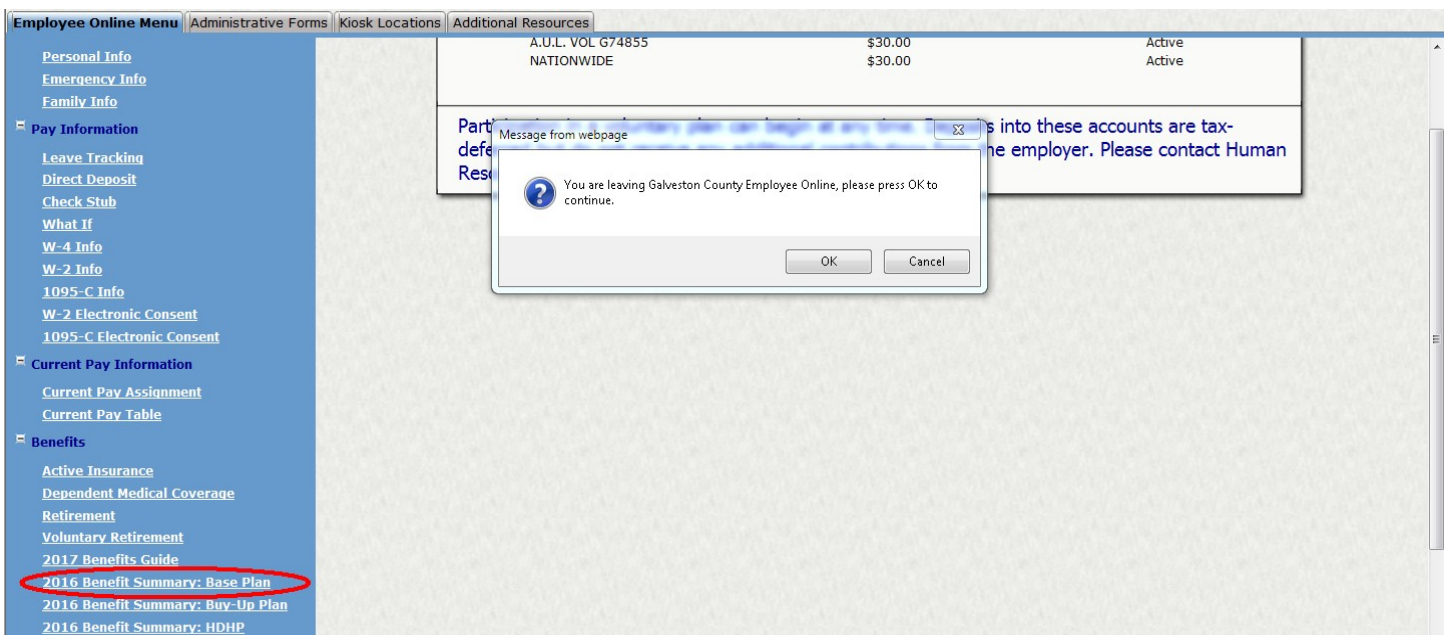 Employee Online Menu Administrative Forms Kiosk Locations Additional Resources
Personal Info
Emergency Info
Family Info
Pay Information
Leave Tracking
Direct Deposit
Check Stub
What If
W-4 Info
W-2 Info
1095-C Info
W-2 Electronic Consent
1095-C Electronic Consent
Current Pay Information
Current Pay Assignment
Current Pay Table
Benefits
Active Insurance
Dependent Medical Coverage
Retirement
Voluntary Retirement
2017 Benefits Guide
2016 Benefit Summary: Base Plan
2016 Benefit Summary: Buy-Up Plan
2016 Benefit Summary: HDHP
A.U.L. VOL G74855 $30.00 Active
NATIONWIDE $30.00 Active
into these accounts are tax-
employer. Please contact Human
Message from webpage
You are leaving Galveston County Employee Online, please press OK to
continue.
OK Cancel